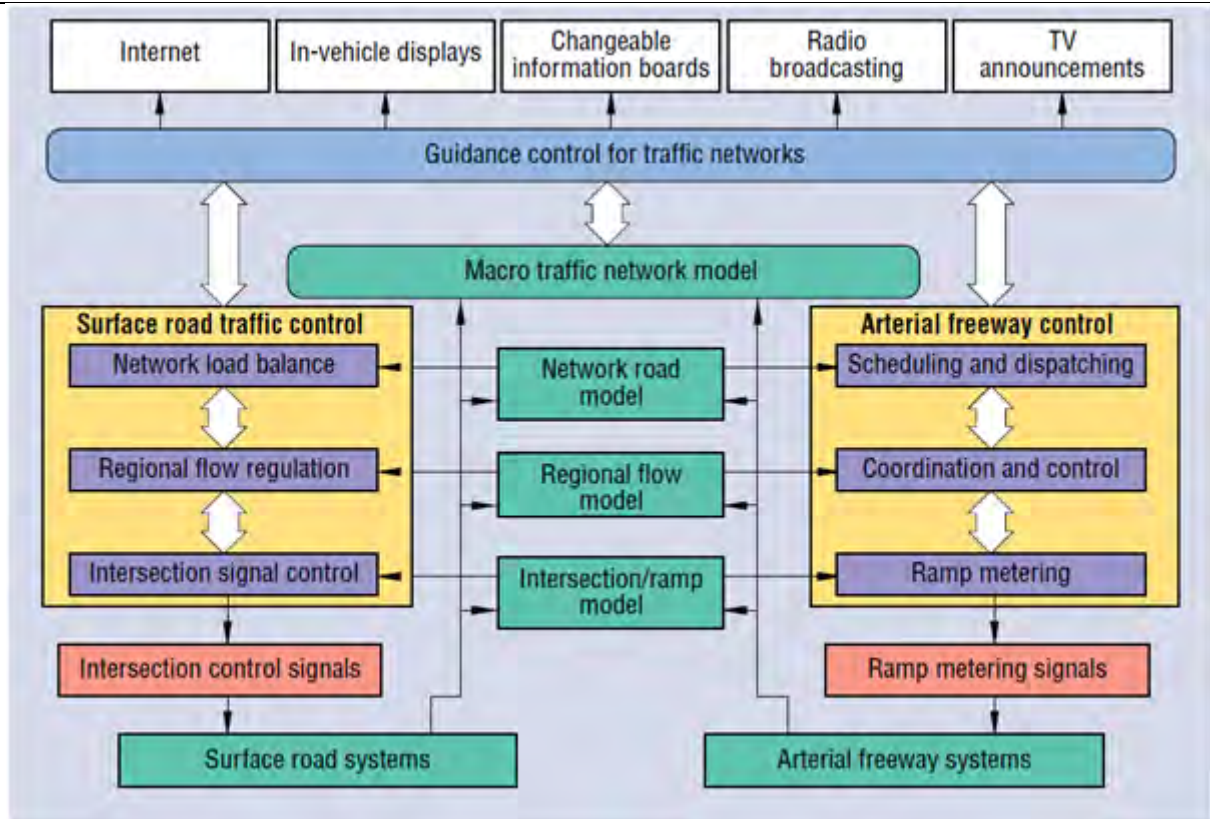 Internet
In-vehicle displays
Changeable
information boards
Radio
broadcasting
TV
announcements
Guidance control for traffic networks
Macro traffic network model
Surface road traffic control
Network load balance
Regional flow regulation
Intersection signal control
Network road
model
Regional flow
model
Intersection/ramp
model
Arterial freeway control
Scheduling and dispatching
Coordination and control
Ramp metering
Intersection control signals
Ramp metering signals
Surface road systems
Arterial freeway systems